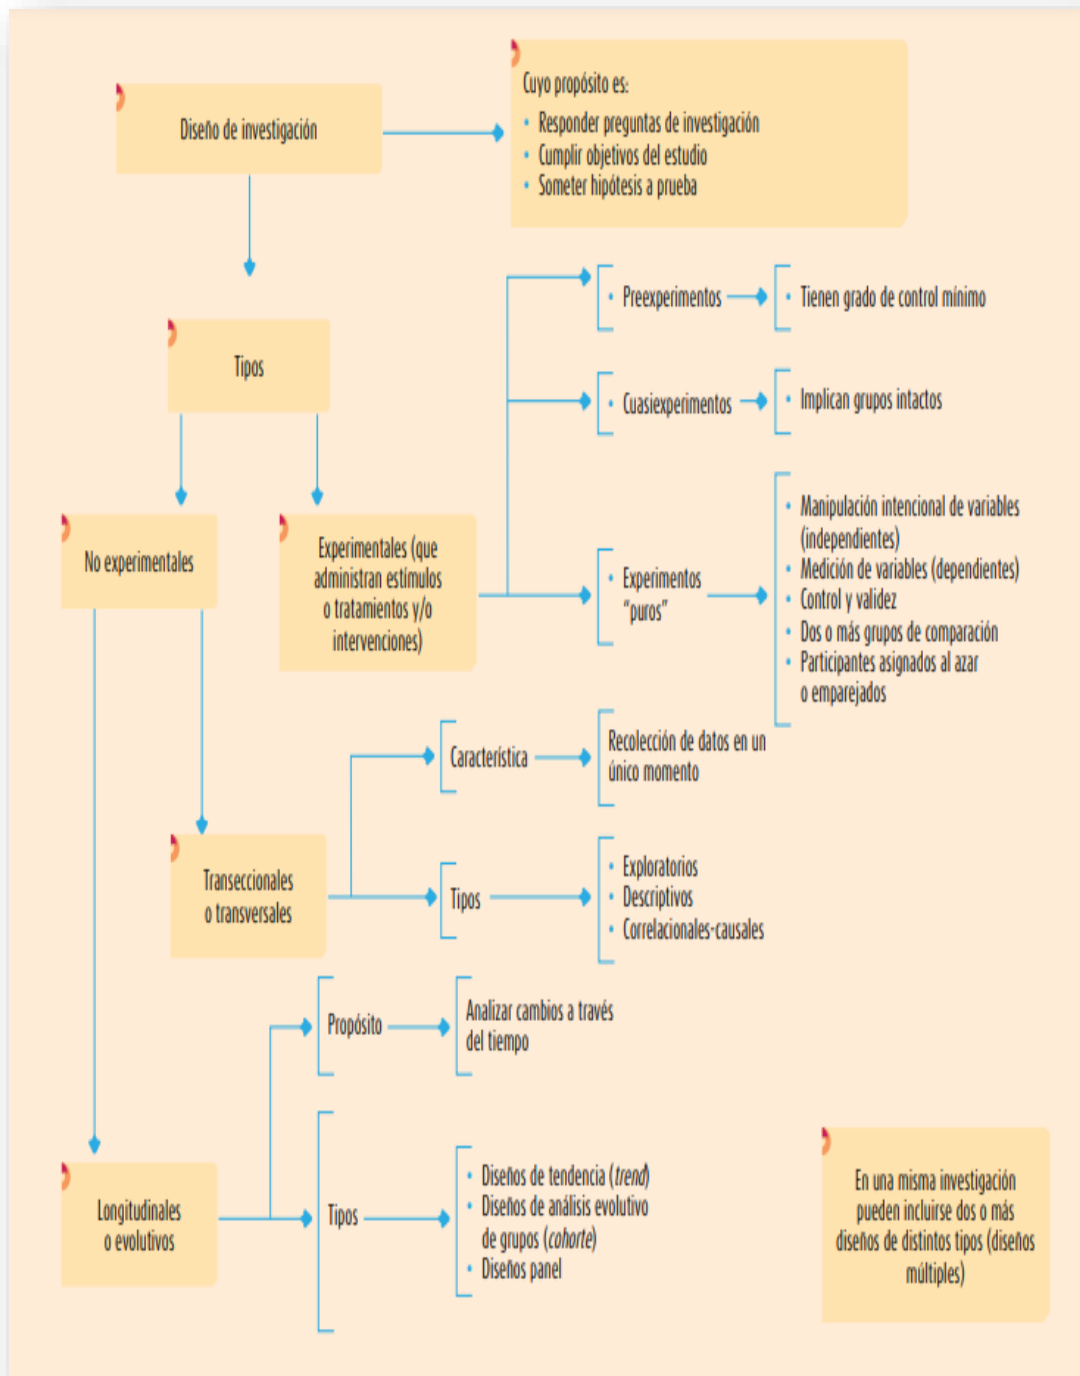 Diseño de investigación
Cuyo propósito es:
• Responder preguntas de investigación
• Cumplir objetivos del estudio
• Someter hipótesis a prueba
Tipos
No experimentales
Experimentales (que
administran estímulos
o tratamientos y/o
intervenciones)
• Preexperimentos
• Tienen grado de control mínimo
• Cuasiexperimentos
• Implican grupos intactos
• Experimentos
“puros”
• Manipulación intencional de variables
(independientes)
• Medición de variables (dependientes)
• Control y validez
• Dos o más grupos de comparación
• Participantes asignados al azar
o emparejados
Transeccionales
o transversales
Característica
Recolección de datos en un
único momento
Tipos
• Exploratorios
• Descriptivos
• Correlacionales-causales
Longitudinales
o evolutivos
Propósito
Analizar cambios a través
del tiempo
Tipos
• Diseños de tendencia (trend)
• Diseños de análisis evolutivo
de grupos (cohorte)
• Diseños panel
En una misma investigación
pueden incluirse dos o más
diseños de distintos tipos (diseños
múltiples)